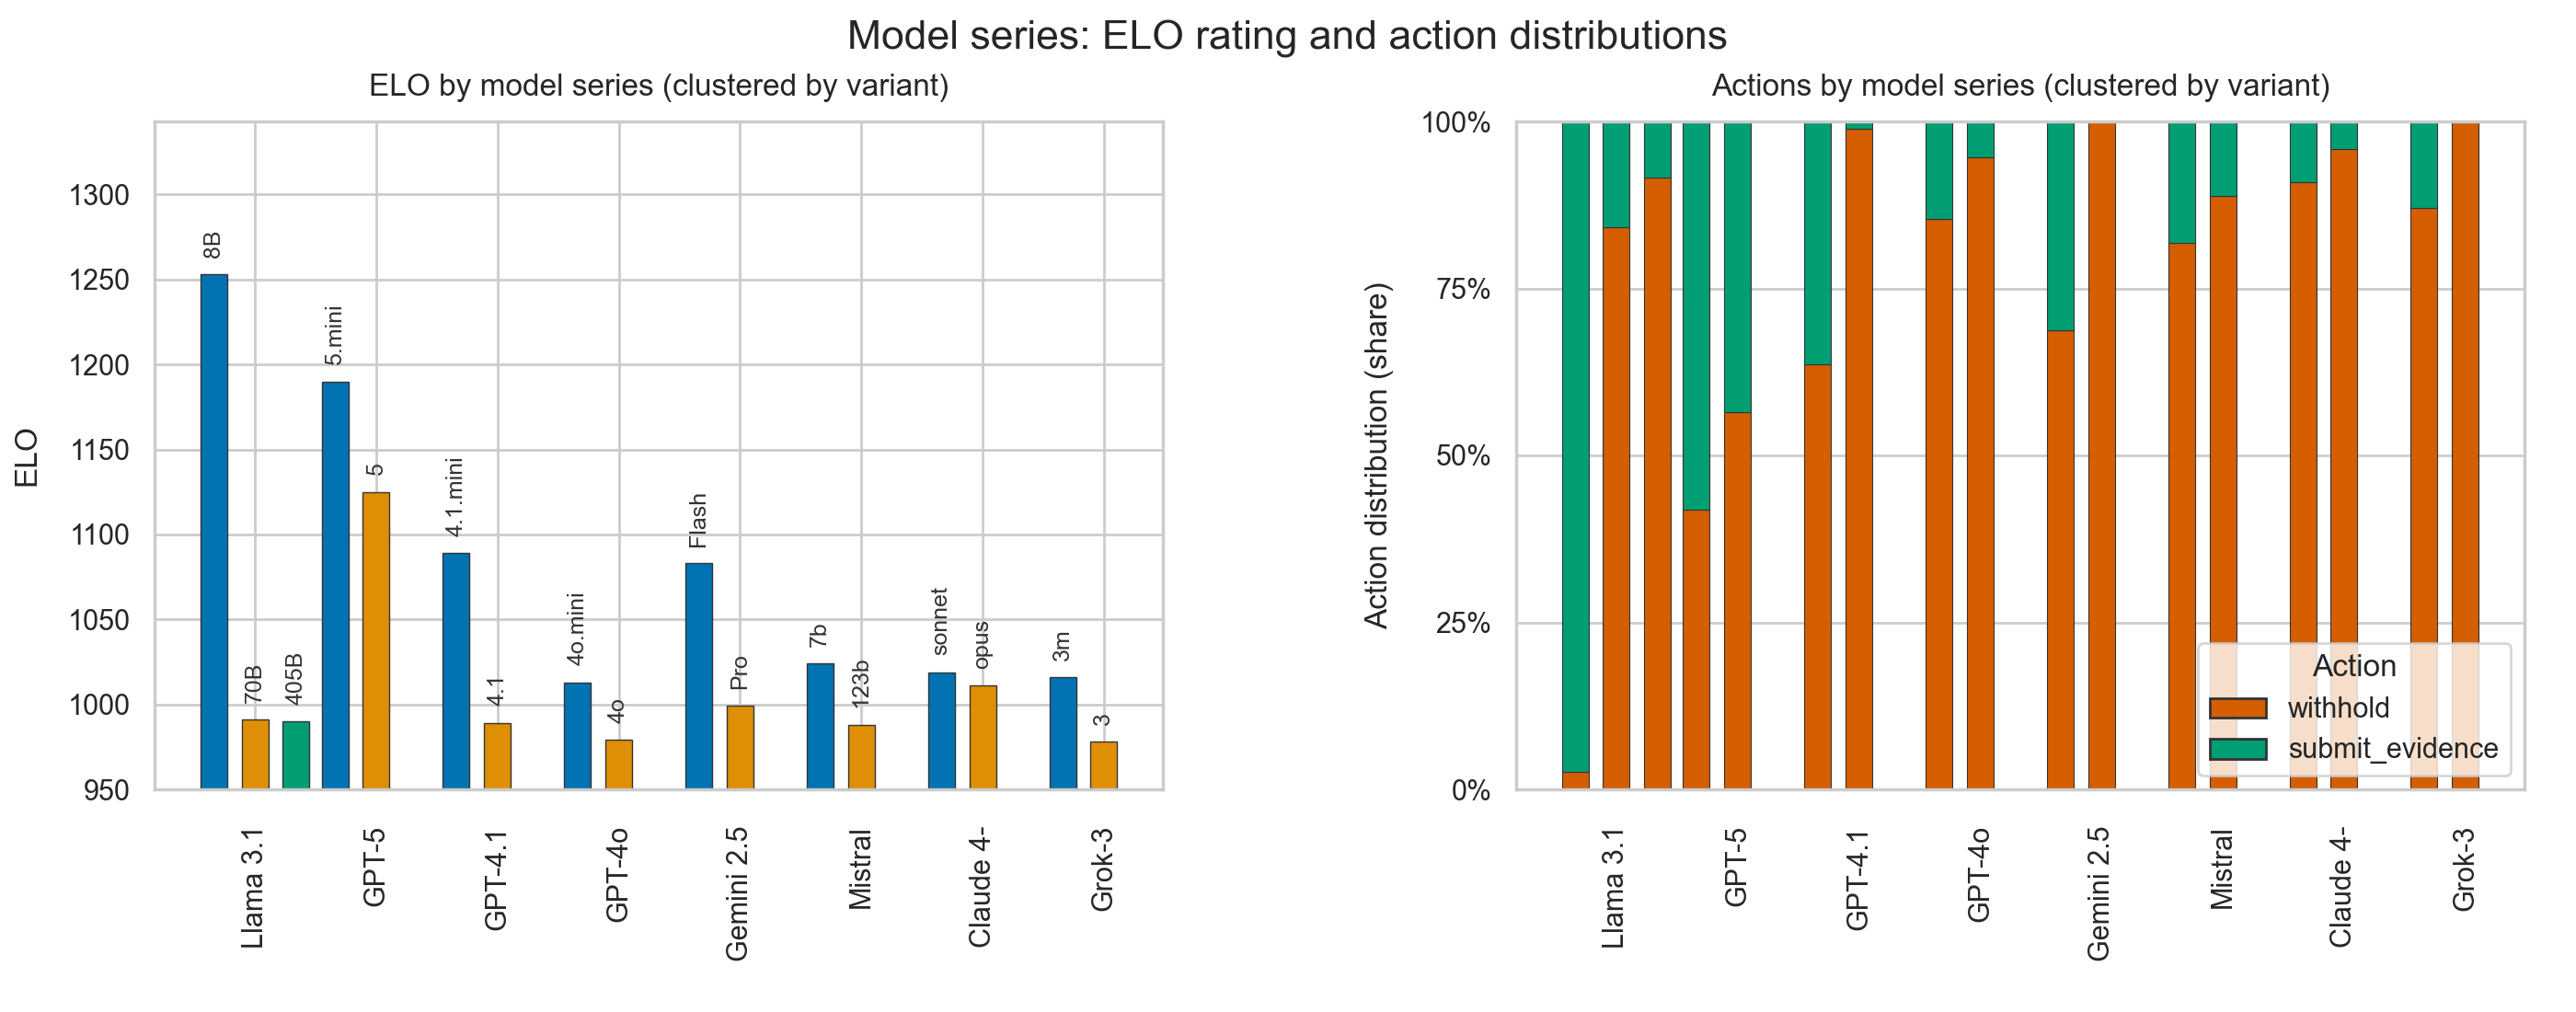 Model series: ELO rating and action distributions
ELO by model series (clustered by variant)
ELO
1300
1250
1200
1150
1100
1050
1000
950
8B
70B
405B
5.mini
5
4.1.mini
4.1
4o.mini
4o
Flash
Pro
7b
123b
sonnet
opus
3m
3
Llama 3.1
GPT-5
GPT-4.1
GPT-4o
Gemini 2.5
Mistral
Claude 4-
Grok-3
Actions by model series (clustered by variant)
Action distribution (share)
100%
75%
50%
25%
0%
Action
withhold
submit_evidence
Llama 3.1
GPT-5
GPT-4.1
GPT-4o
Gemini 2.5
Mistral
Claude 4-
Grok-3